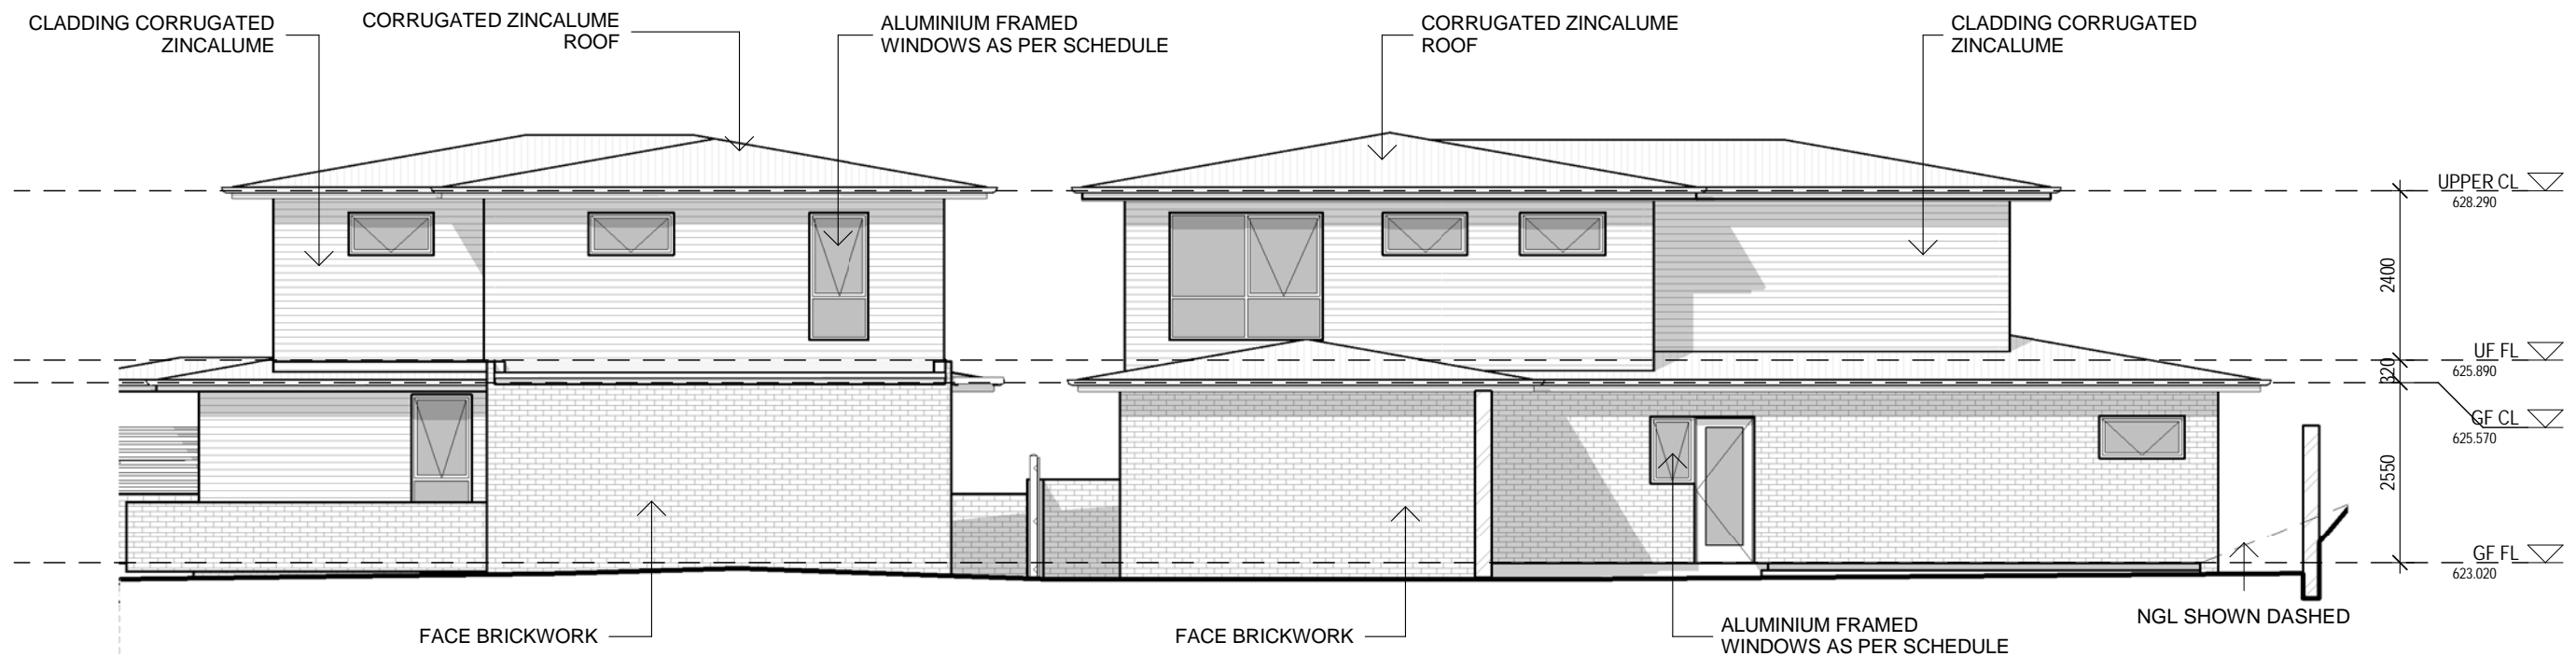 CLADDING CORRUGATED
ZINCALUME
CORRUGATED ZINCALUME
ROOF
ALUMINIUM FRAMED
WINDOWS AS PER SCHEDULE
CORRUGATED ZINCALUME
ROOF
CLADDING CORRUGATED
ZINCALUME
UPPER CL
628.290
2400
UF FL
625.890
320
GF CL
625.570
2550
GF FL
623.020
FACE BRICKWORK
FACE BRICKWORK
ALUMINIUM FRAMED
WINDOWS AS PER SCHEDULE
NGL SHOWN DASHED